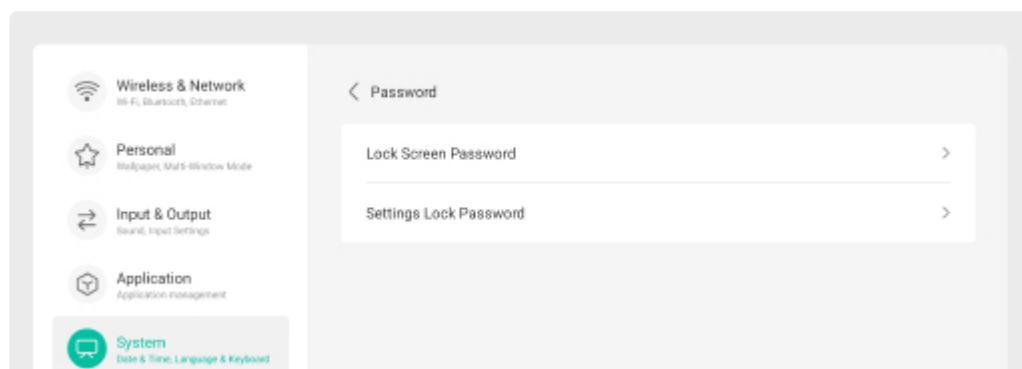 Wireless & Network
Wi-Fi, Bluetooth, Ethernet
Personal
Wallpaper, Multi-Window Mode
Input & Output
Sound, Input Settings
Application
Application management
System
Date & Time, Language & Keyboard
Password
Lock Screen Password
Settings Lock Password